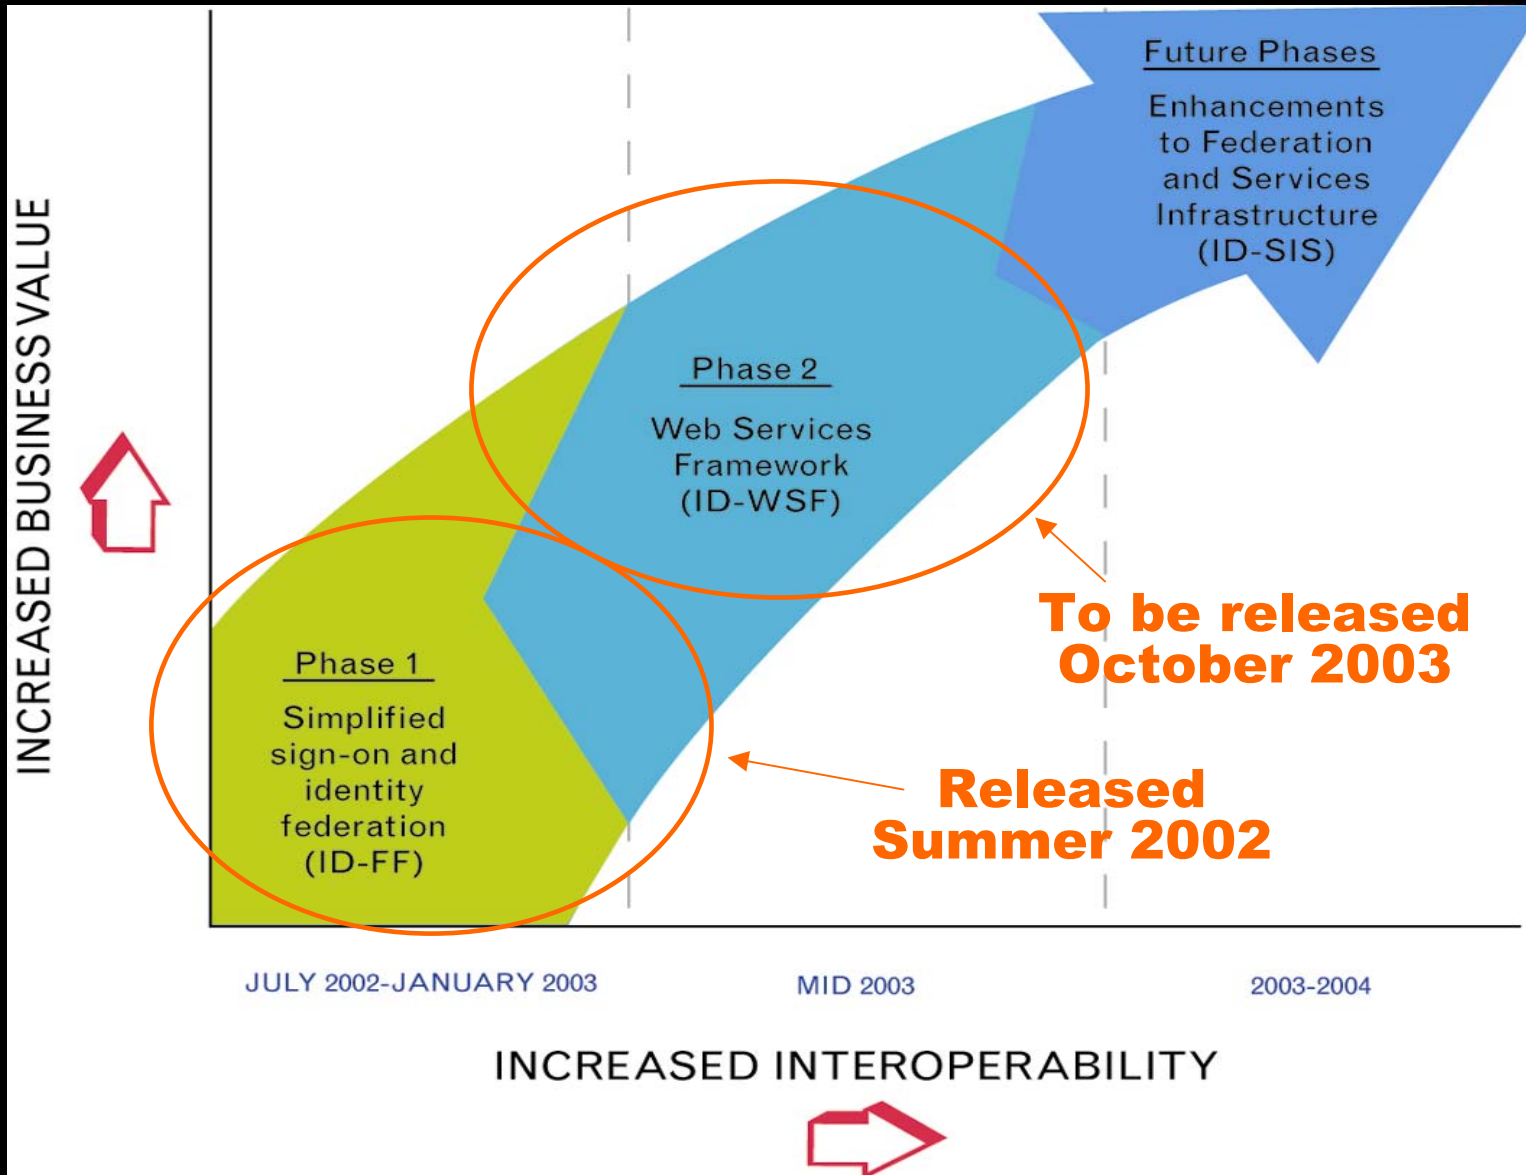 Future Phases
Enhancements
to Federation
and Services
Infrastructure
(ID-SIS)
Phase 2
Web Services
Framework
(ID-WSF)
To be released
October 2003
Phase 1
Simplified
sign-on and
identity
federation
(ID-FF)
Released
Summer 2002
INCREASED BUSINESS VALUE
JULY 2002-JANUARY 2003
MID 2003
2003-2004
INCREASED INTEROPERABILITY